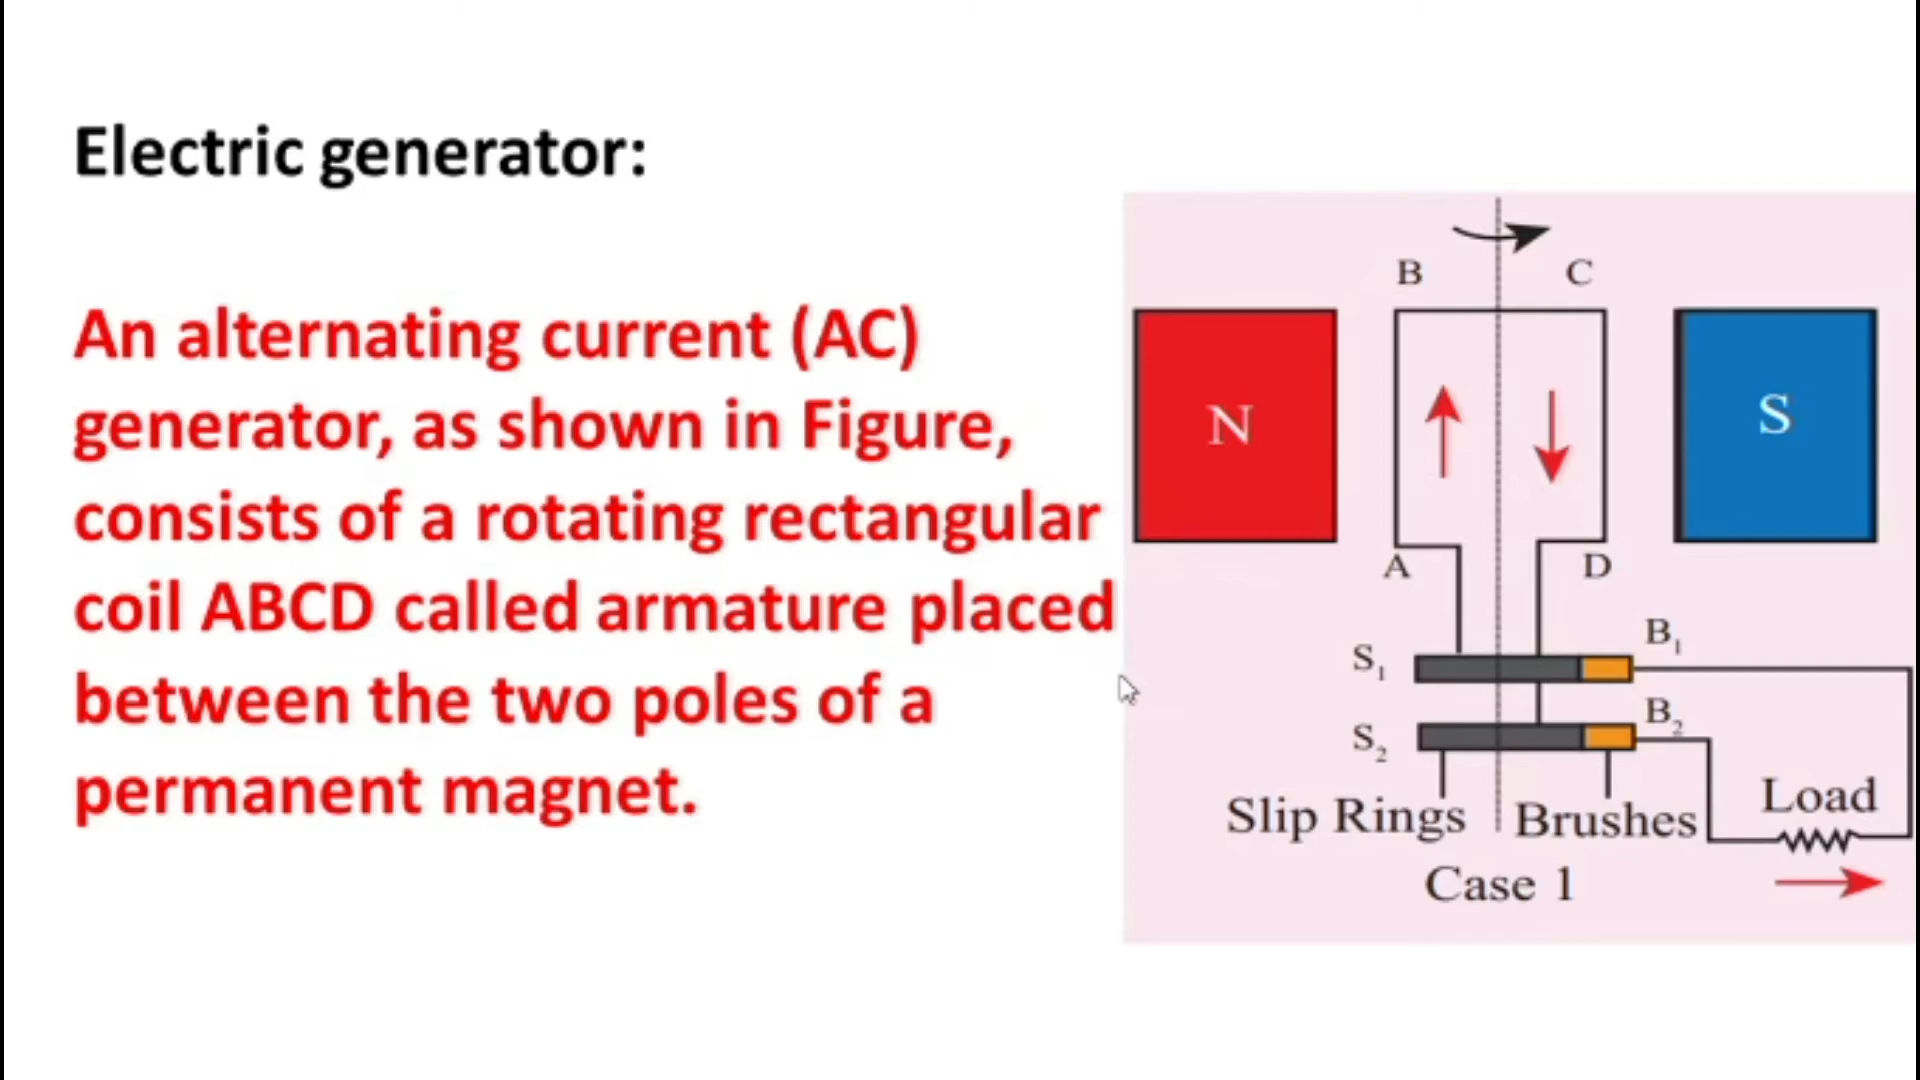 Electric generator:
An alternating current (AC)
generator, as shown in Figure,
consists of a rotating rectangular
coil ABCD called armature placed
between the two poles of a
permanent magnet.
B C
N
S
A D
B₁
S₁
B₂
S₂
Load
Slip Rings Brushes
Case 1